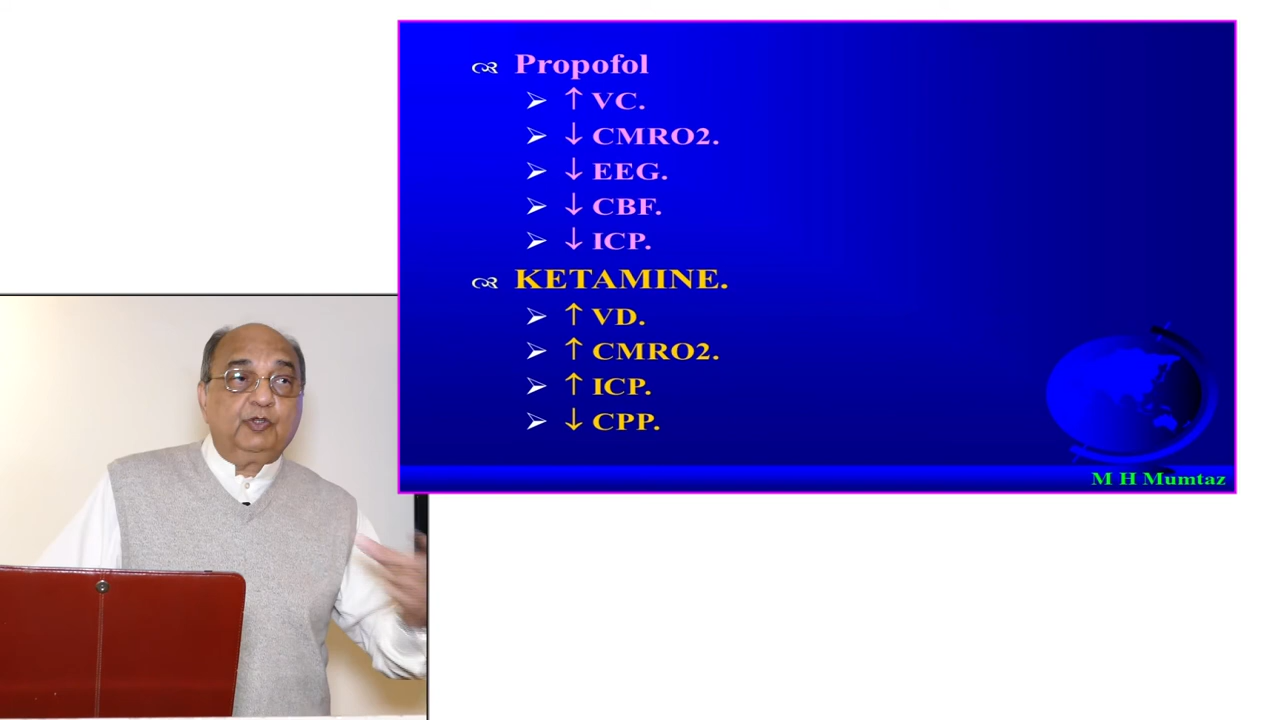 Propofol
↑ VC.
↓ CMRO2.
↓ EEG.
↓ CBF.
↓ ICP.
KETAMINE.
↑ VD.
↑ CMRO2.
↑ ICP.
↓ CPP.
M H Mumtaz